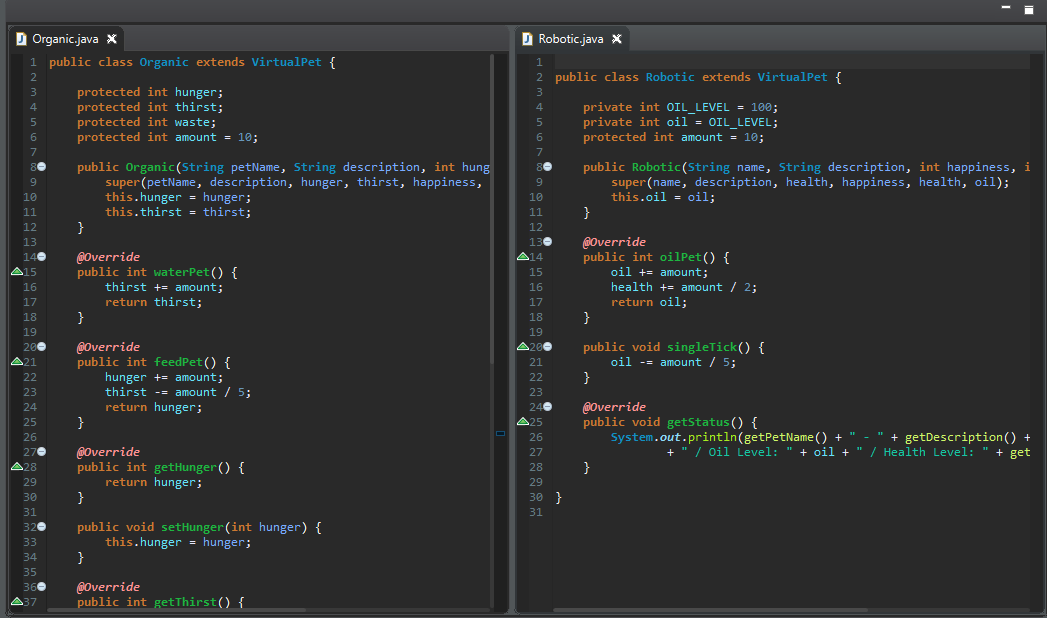 Organic.java
1 public class Organic extends VirtualPet {
2
3 protected int hunger;
4 protected int thirst;
5 protected int waste;
6 protected int amount = 10;
7
8 public Organic(String petName, String description, int hung
9 super(petName, description, hunger, thirst, happiness,
10 this.hunger = hunger;
11 this.thirst = thirst;
12 }
13
14 @Override
15 public int waterPet() {
16 thirst += amount;
17 return thirst;
18 }
19
20 @Override
21 public int feedPet() {
22 hunger += amount;
23 thirst -= amount / 5;
24 return hunger;
25 }
26
27 @Override
28 public int getHunger() {
29 return hunger;
30 }
31
32 public void setHunger(int hunger) {
33 this.hunger = hunger;
34 }
35
36 @Override
37 public int getThirst() {
Robotic.java
1
2 public class Robotic extends VirtualPet {
3
4 private int OIL_LEVEL = 100;
5 private int oil = OIL_LEVEL;
6 protected int amount = 10;
7
8 public Robotic(String name, String description, int happiness, i
9 super(name, description, health, happiness, health, oil);
10 this.oil = oil;
11 }
12
13 @Override
14 public int oilPet() {
15 oil += amount;
16 health += amount / 2;
17 return oil;
18 }
19
20 public void singleTick() {
21 oil -= amount / 5;
22 }
23
24 @Override
25 public void getStatus() {
26 System.out.println(getPetName() + " - " + getDescription() +
27 + " / Oil Level: " + oil + " / Health Level: " + get
28 }
29
30 }
31